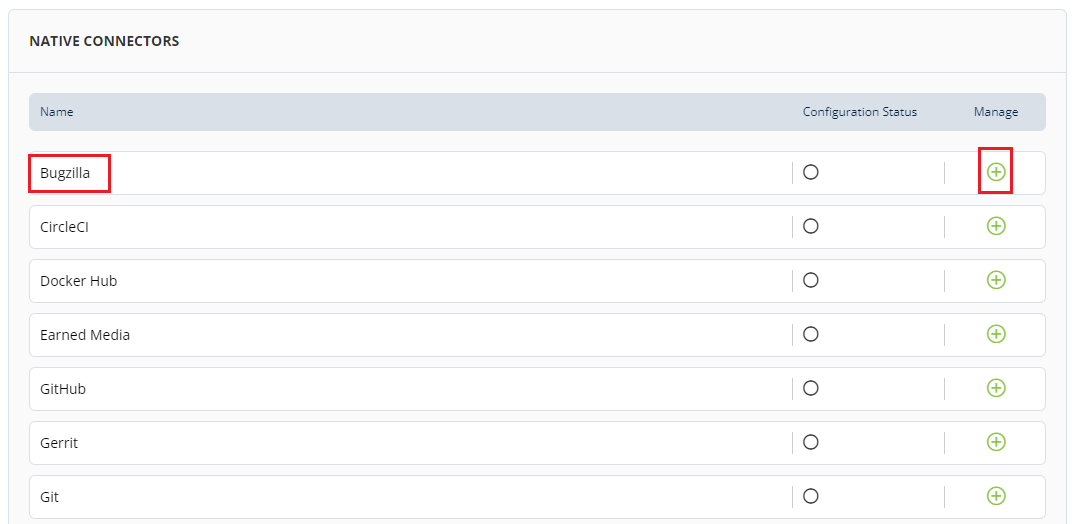 NATIVE CONNECTORS
Name Configuration Status Manage
Bugzilla
CircleCI
Docker Hub
Earned Media
GitHub
Gerrit
Git